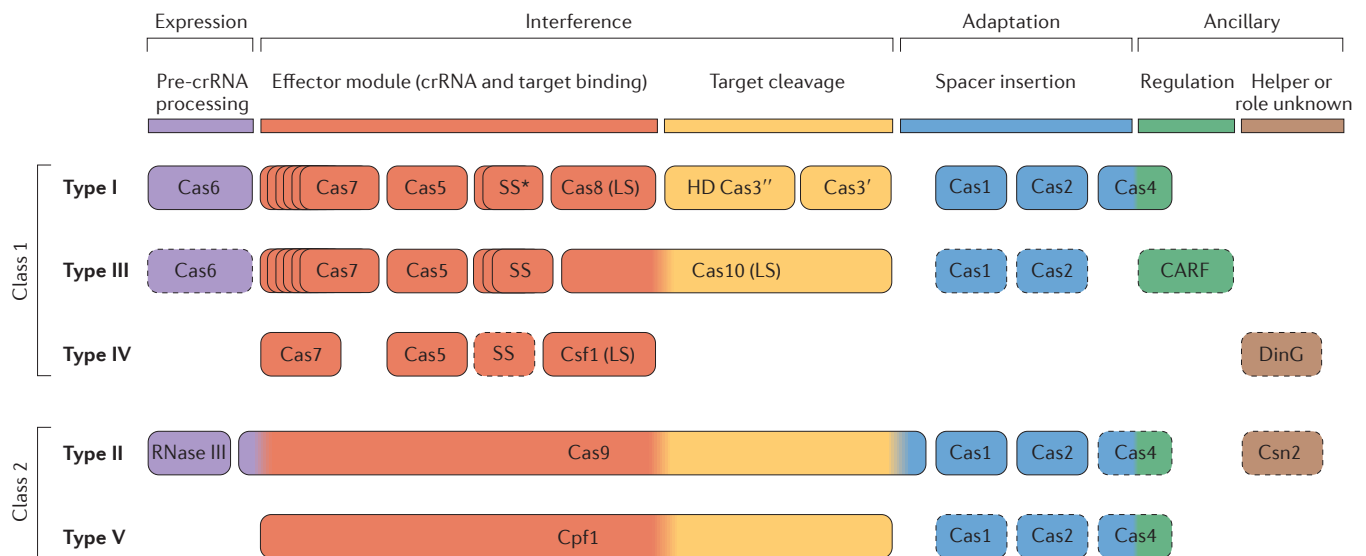 Expression Interference Adaptation Ancillary
Pre-crRNA processing Effector module (crRNA and target binding) Target cleavage Spacer insertion Regulation Helper or role unknown
Class 1
Type I Cas6 Cas7 Cas5 SS* Cas8 (LS) HD Cas3′′ Cas3′ Cas1 Cas2 Cas4
Type III Cas6 Cas7 Cas5 SS Cas10 (LS) Cas1 Cas2 CARF
Type IV Cas7 Cas5 SS Csf1 (LS) DinG
Class 2
Type II RNase III Cas9 Cas1 Cas2 Cas4 Csn2
Type V Cpf1 Cas1 Cas2 Cas4